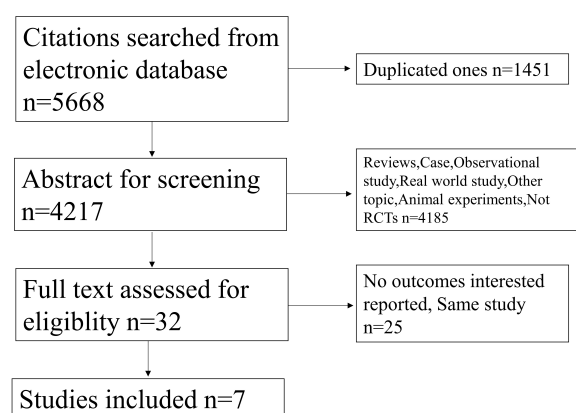 Citations searched from
electronic database
n=5668
Duplicated ones n=1451
Abstract for screening
n=4217
Reviews,Case,Observational
study,Real world study,Other
topic,Animal experiments,Not
RCTs n=4185
Full text assessed for
eligiblity n=32
No outcomes interested
reported, Same study
n=25
Studies included n=7